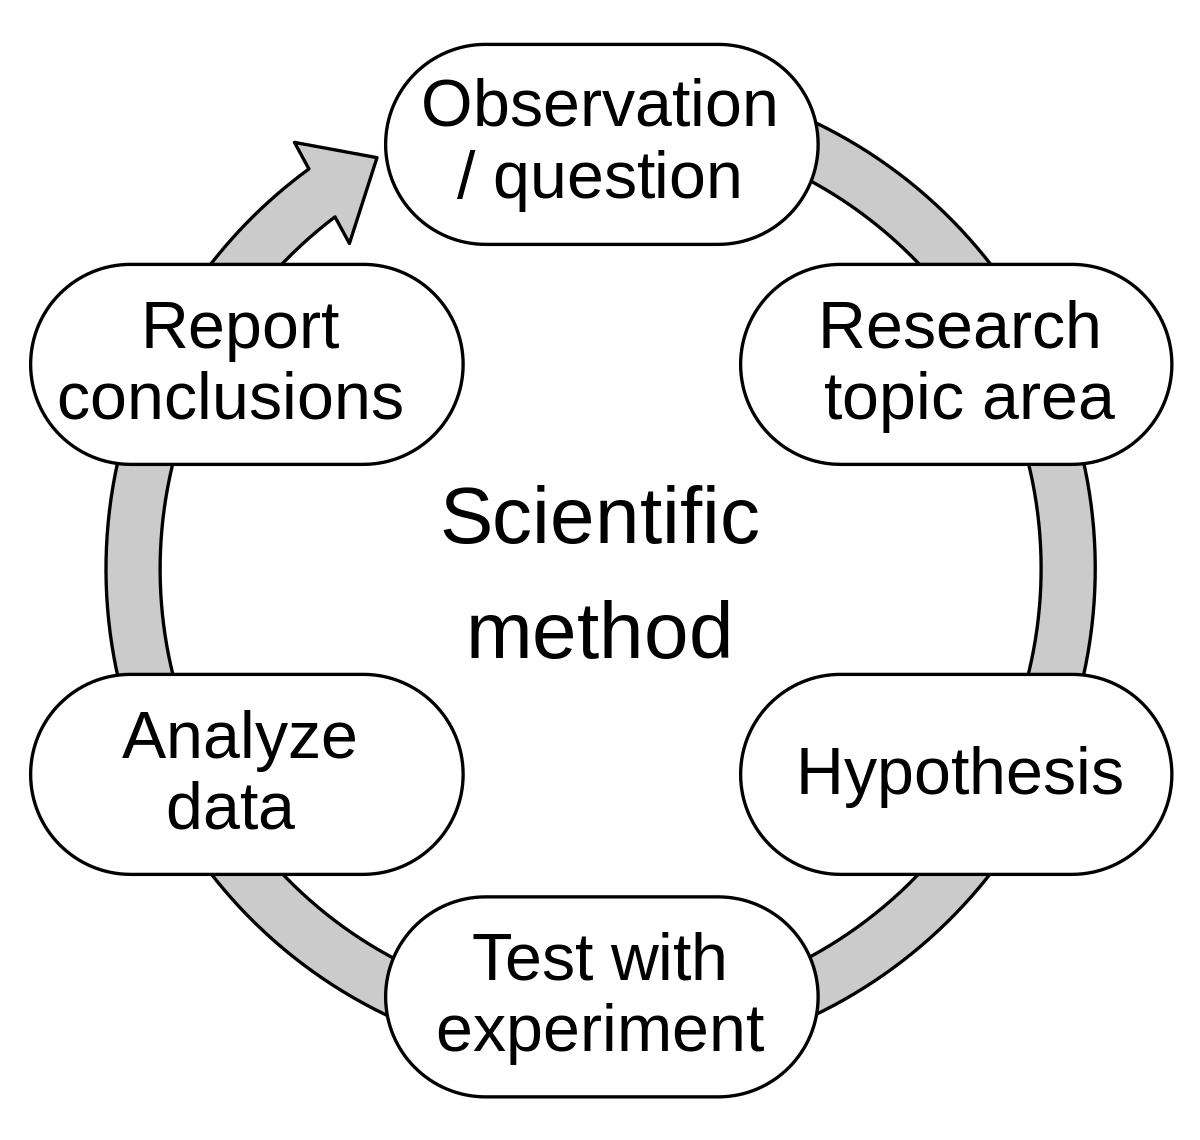 Observation
/ question
Research
topic area
Hypothesis
Test with
experiment
Analyze
data
Report
conclusions
Scientific
method